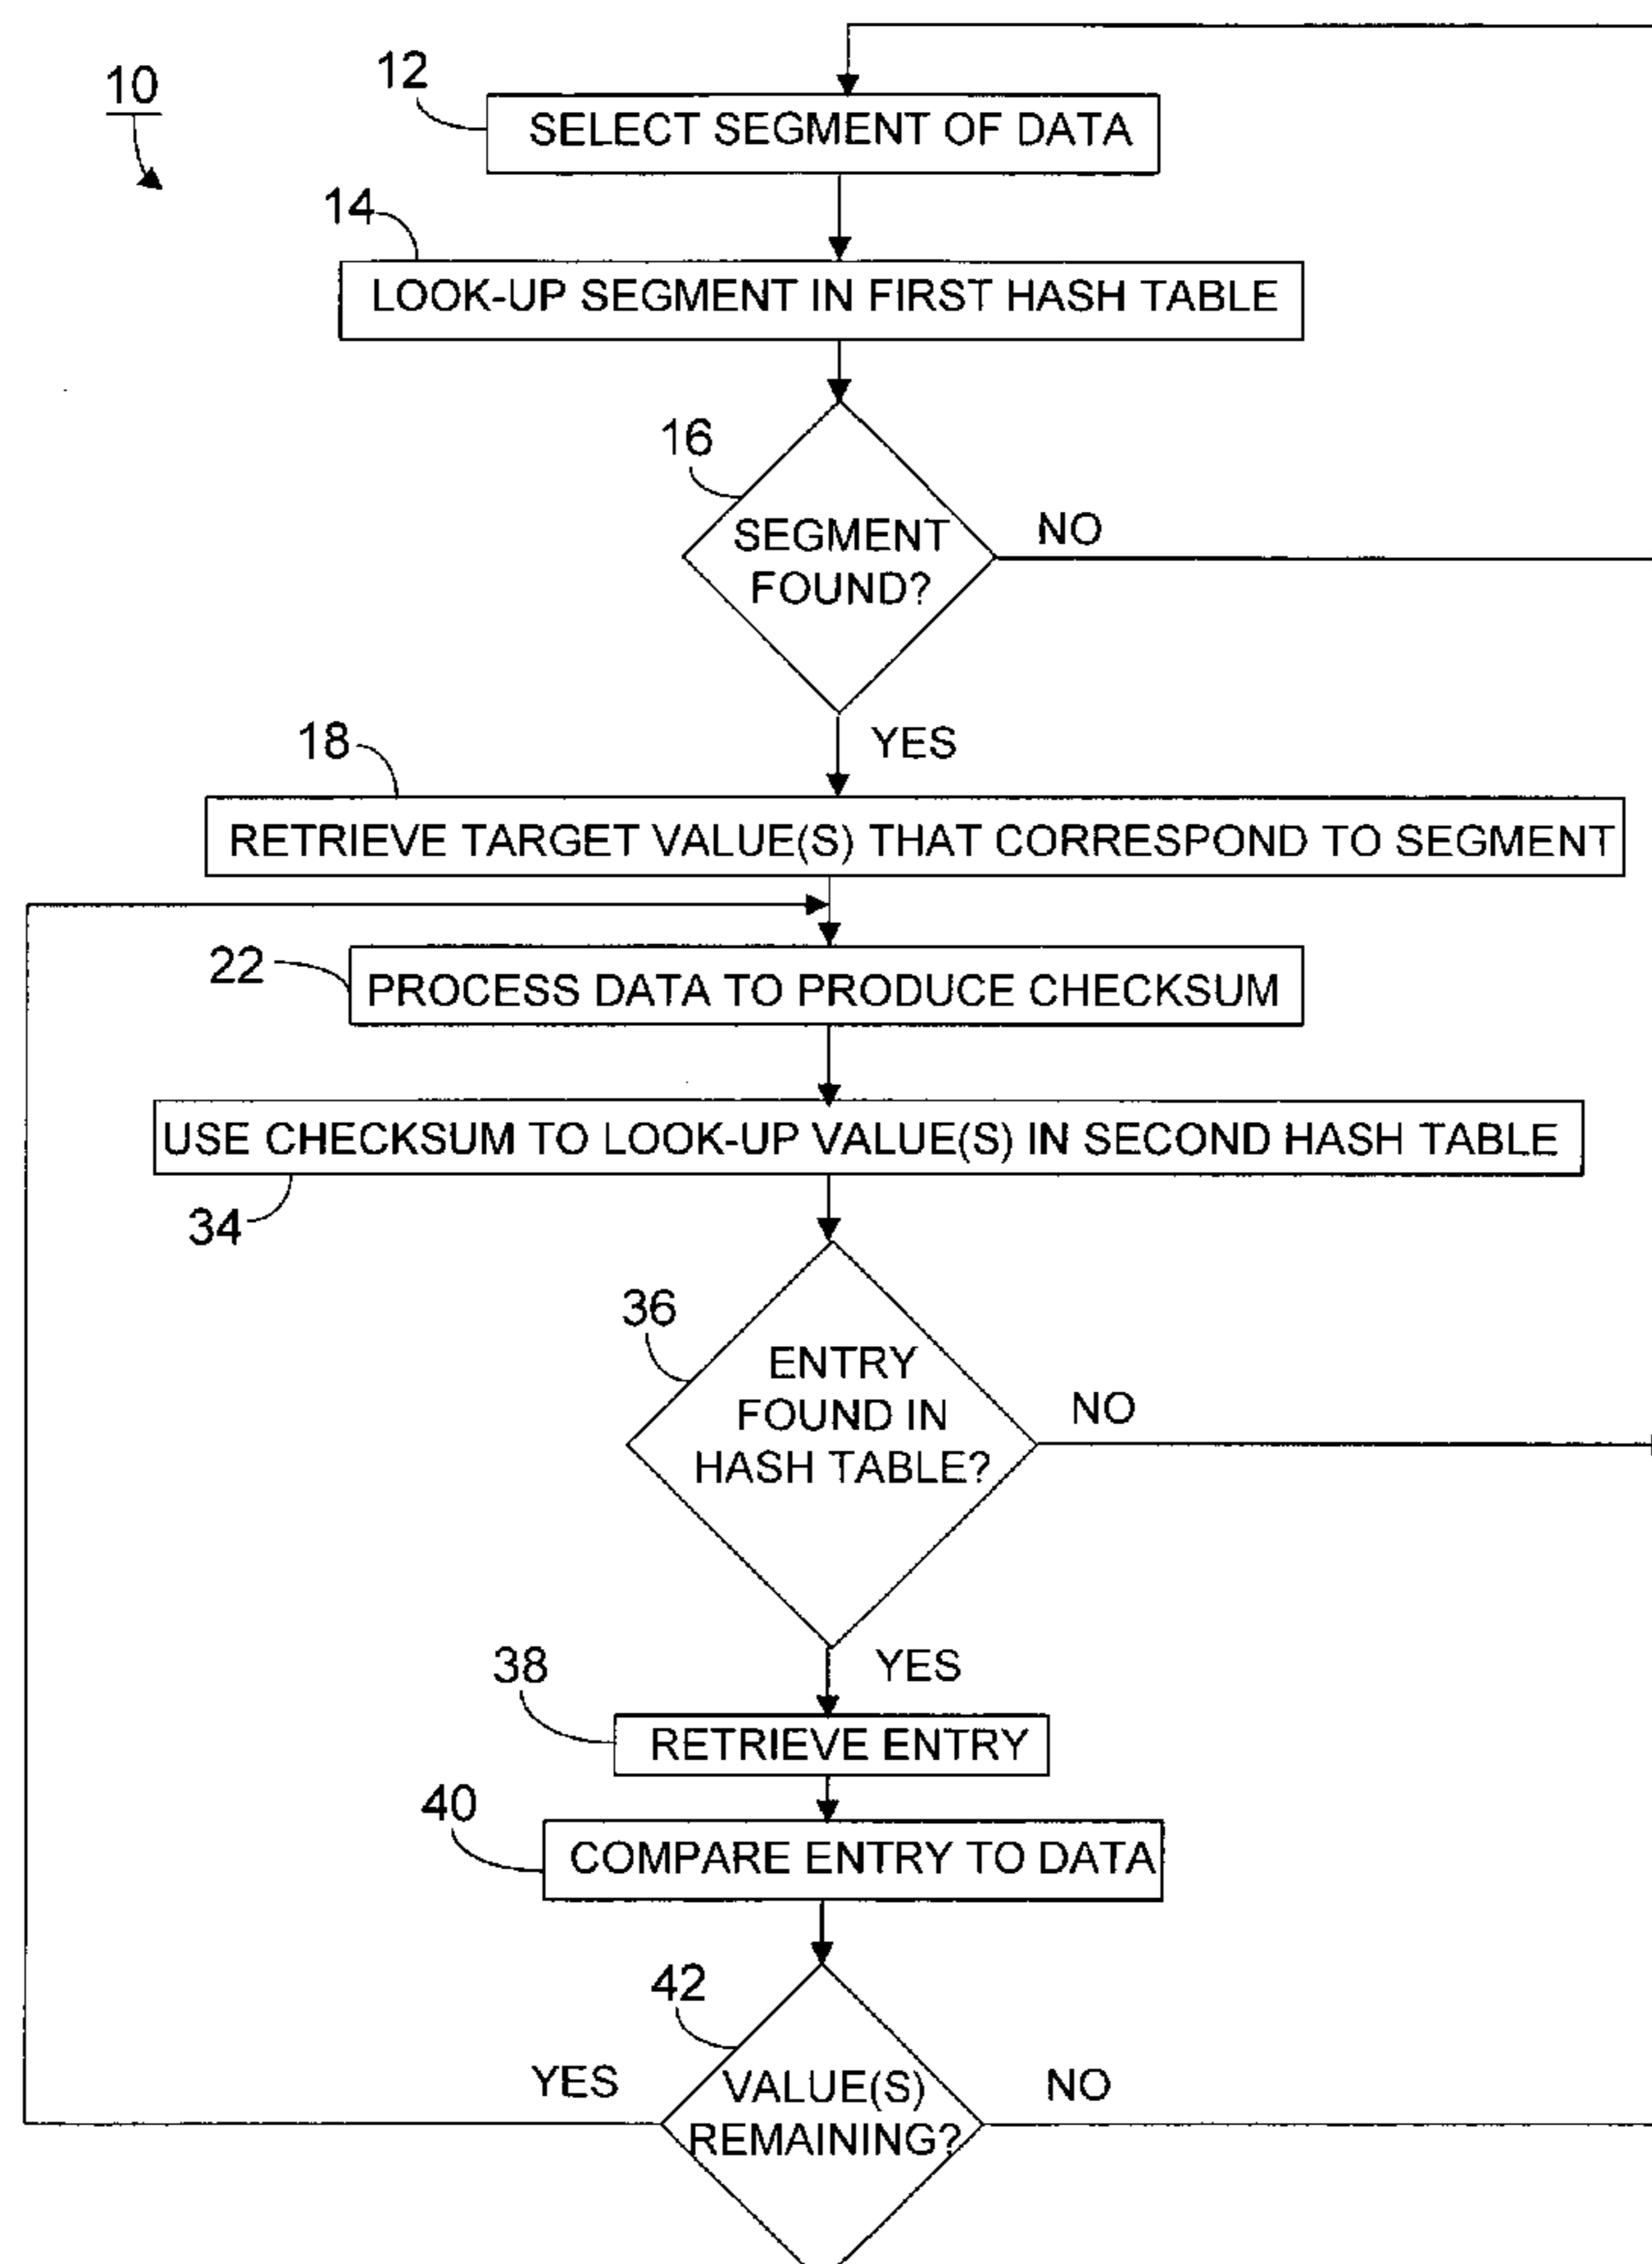 10
12
SELECT SEGMENT OF DATA
14
LOOK-UP SEGMENT IN FIRST HASH TABLE
16
SEGMENT
FOUND?
NO
YES
18
RETRIEVE TARGET VALUE(S) THAT CORRESPOND TO SEGMENT
22
PROCESS DATA TO PRODUCE CHECKSUM
USE CHECKSUM TO LOOK-UP VALUE(S) IN SECOND HASH TABLE
34
36
ENTRY
FOUND IN
HASH TABLE?
NO
YES
38
RETRIEVE ENTRY
40
COMPARE ENTRY TO DATA
42
YES
VALUE(S)
REMAINING?
NO